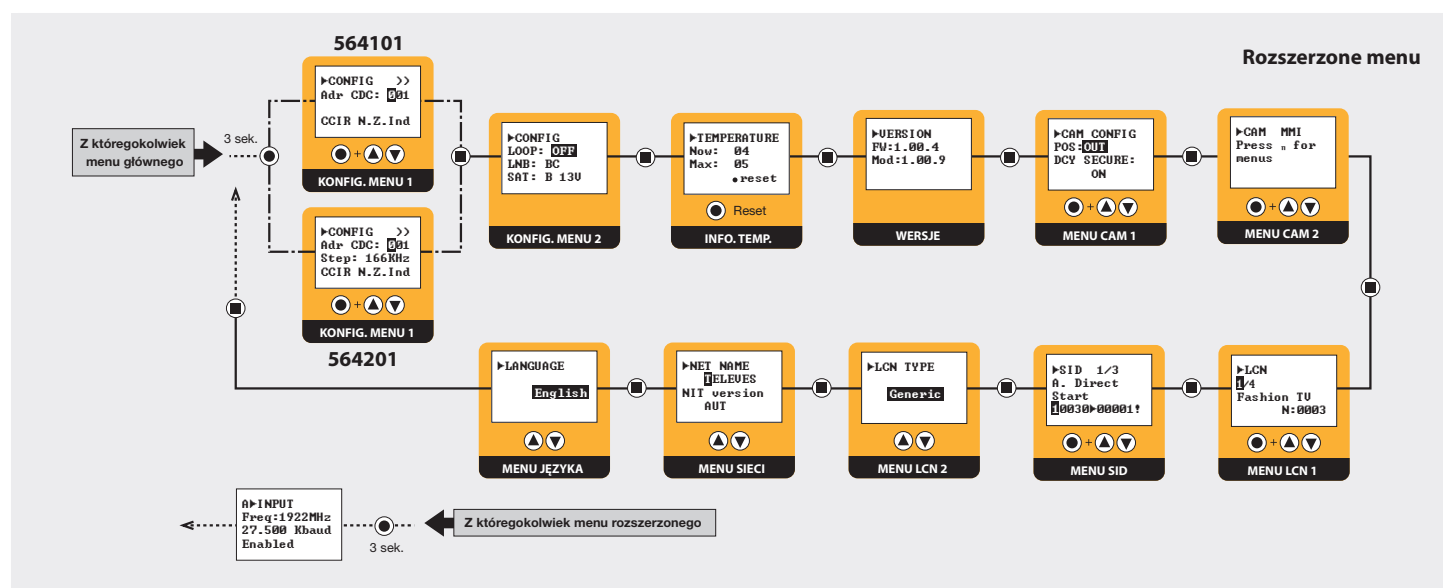 Rozszerzone menu
564101
▶CONFIG >>
Adr CDC: 001
CCIR N.Z.Ind
+
KONFIG. MENU 1
Z któregokolwiek
menu głównego
3 sek.
▶CONFIG >>
Adr CDC: 001
Step: 166KHz
CCIR N.Z.Ind
+
KONFIG. MENU 1
564201
▶CONFIG
LOOP: OFF
LNB: BC
SAT: B 13V
KONFIG. MENU 2
▶TEMPERATURE
Now: 04
Max: 05
●reset
Reset
INFO. TEMP.
▶VERSION
FW:1.00.4
Mod:1.00.9
WERSJE
▶CAM CONFIG
POS:OUT
DCY SECURE:
ON
+
MENU CAM 1
▶CAM MMI
Press n for
menus
+
MENU CAM 2
▶LANGUAGE
English
MENU JĘZYKA
▶NET NAME
TELEVES
NIT version
AUT
MENU SIECI
▶LCN TYPE
Generic
MENU LCN 2
▶SID 1/3
A. Direct
Start
10030▶00001!
+
MENU SID
▶LCN
1/4
Fashion TV
N:0003
+
MENU LCN 1
A▶INPUT
Freq:1922MHz
27.500 Kbaud
Enabled
3 sek.
Z któregokolwiek menu rozszerzonego